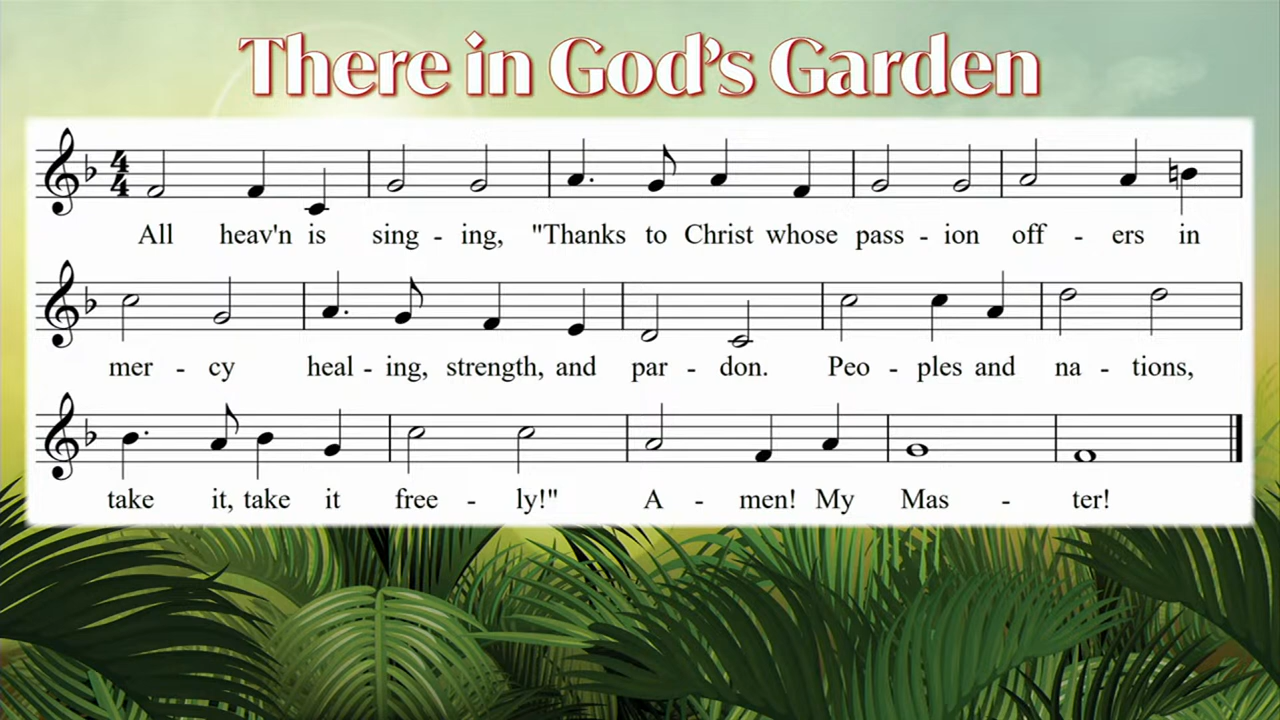 There in God's Garden
4
4
All heav'n is sing - ing, "Thanks to Christ whose pass - ion off - ers in
mer - cy heal - ing, strength, and par - don. Peo - ples and na - tions,
take it, take it free - ly!" A - men! My Mas - ter!